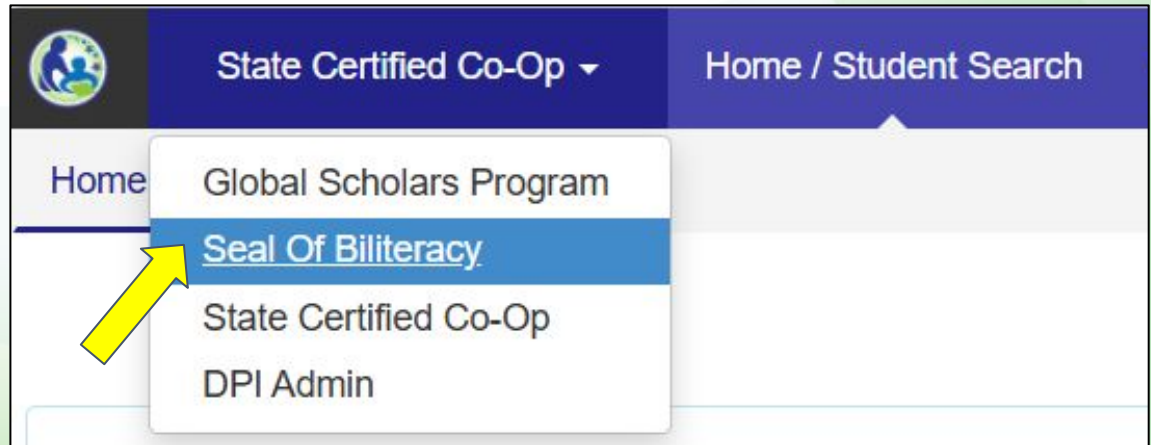 State Certified Co-Op Home / Student Search
Home
Global Scholars Program
Seal Of Biliteracy
State Certified Co-Op
DPI Admin